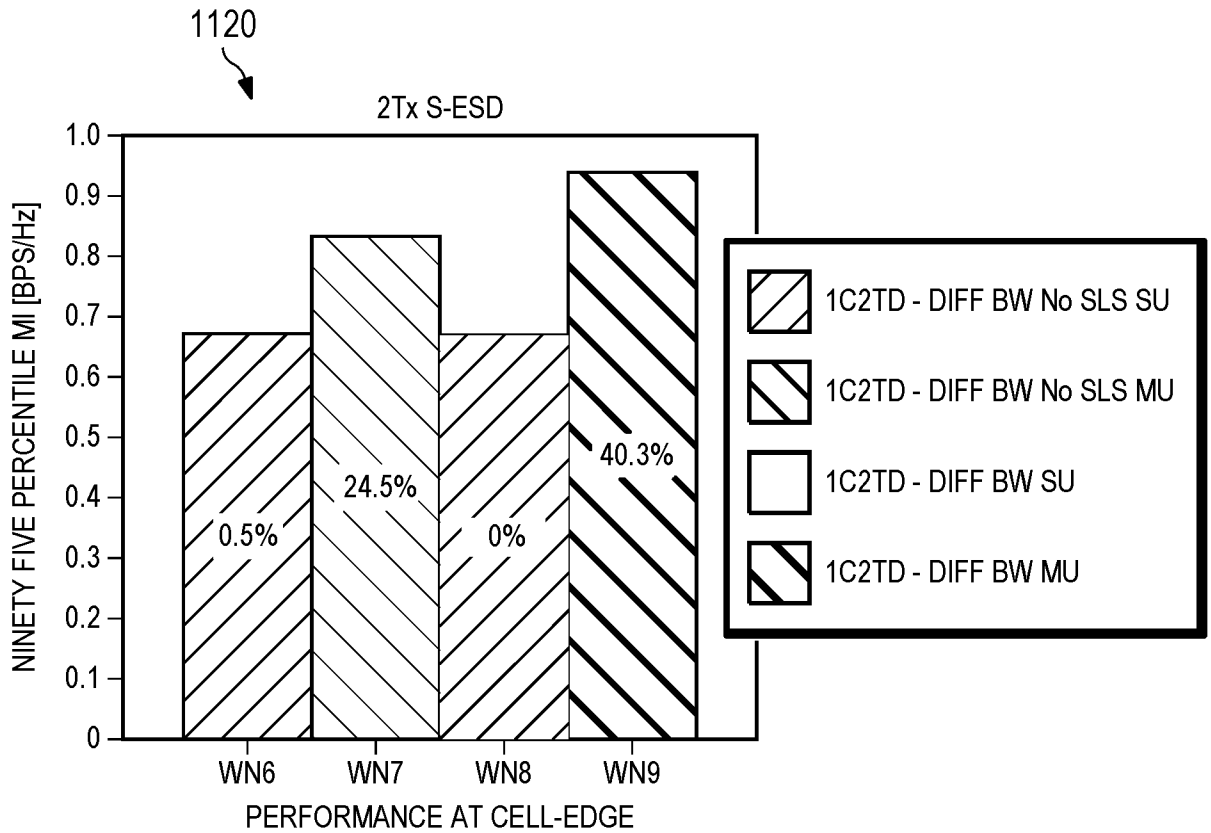 1120
2Tx S-ESD
NINETY FIVE PERCENTILE MI [BPS/Hz]
1.0
0.9
0.8
0.7
0.6
0.5
0.4
0.3
0.2
0.1
0
0.5%
24.5%
0%
40.3%
WN6
WN7
WN8
WN9
PERFORMANCE AT CELL-EDGE
1C2TD - DIFF BW No SLS SU
1C2TD - DIFF BW No SLS MU
1C2TD - DIFF BW SU
1C2TD - DIFF BW MU